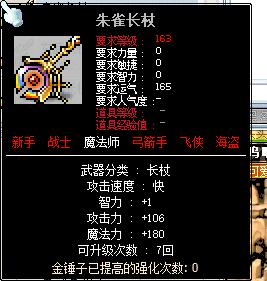 朱雀长杖
要求等级： 163
要求力量： 0
要求敏捷： 0
要求智力： 0
要求运气： 165
要求人气度： -
道具等级： -
道具经验值： -
新手 战士 魔法师 弓箭手 飞侠 海盗
武器分类： 长杖
攻击速度： 快
智力： +1
攻击力： +106
魔法力： +180
可升级次数： 7回
金锤子已提高的强化次数: 0